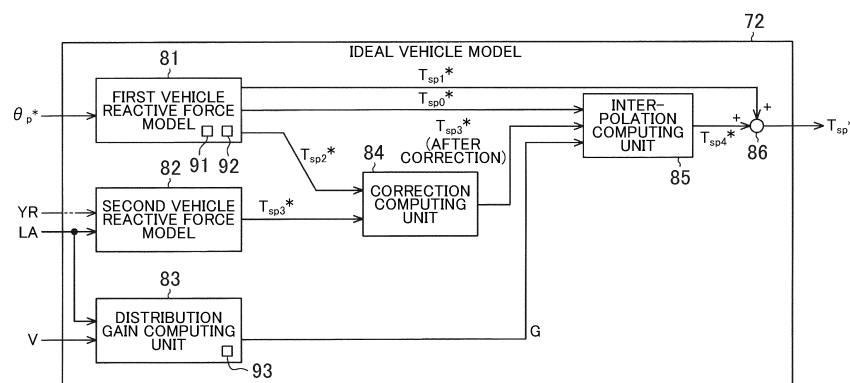 72
IDEAL VEHICLE MODEL
81
FIRST VEHICLE
REACTIVE FORCE
MODEL
91 92
θp*
Tsp1*
Tsp0*
Tsp2*
Tsp3*
(AFTER
CORRECTION)
INTER-
POLATION
COMPUTING
UNIT
85
Tsp4*
+
+
86
Tsp*
82
SECOND VEHICLE
REACTIVE FORCE
MODEL
YR
LA
Tsp3*
84
CORRECTION
COMPUTING
UNIT
83
DISTRIBUTION
GAIN COMPUTING
UNIT
93
V
G